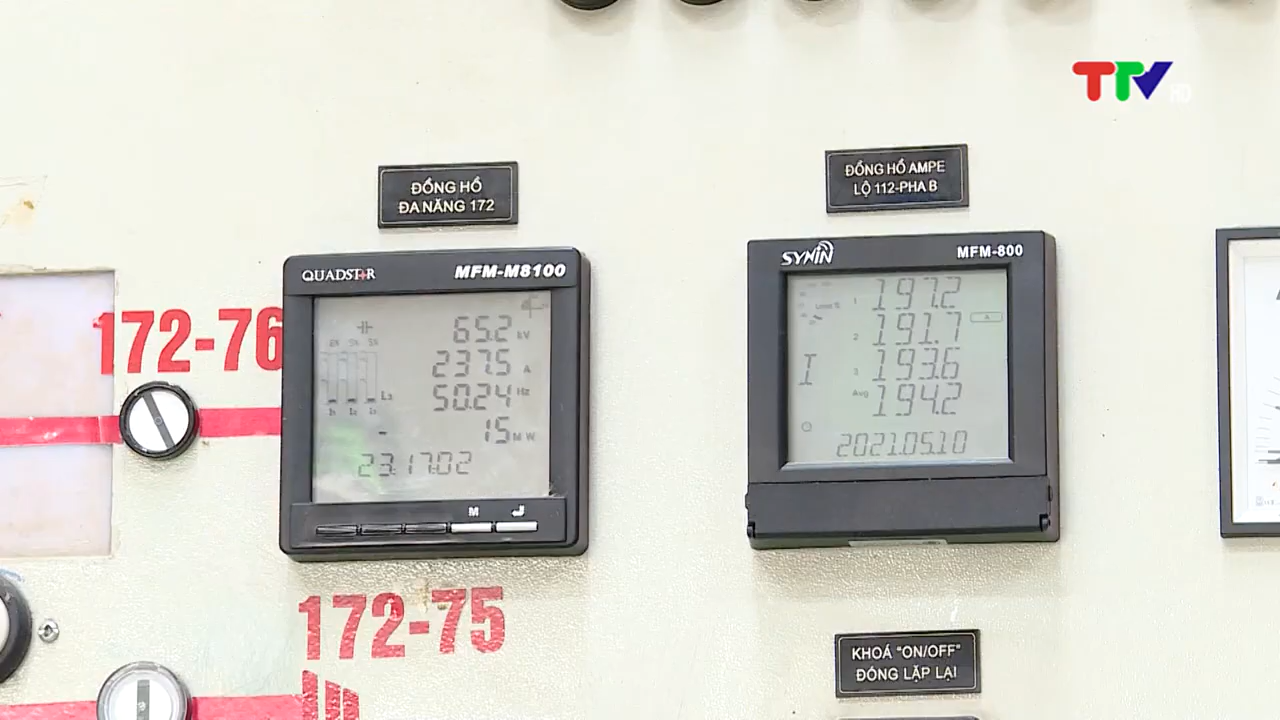 TTV HD
ĐỒNG HỒ
ĐA NĂNG 172
ĐỒNG HỒ AMPE
LỘ 112-PHA B
QUADSTAR MFM-M8100
65.2 kV
237.5 A
50.24 Hz
- 15 MW
23.17.02
M
SYNIN MFM-800
1 197.2
2 191.7
3 193.6
Avg 194.2
I
A
2021.05.10
172-76
172-75
KHOÁ "ON/OFF"
ĐÓNG LẶP LẠI